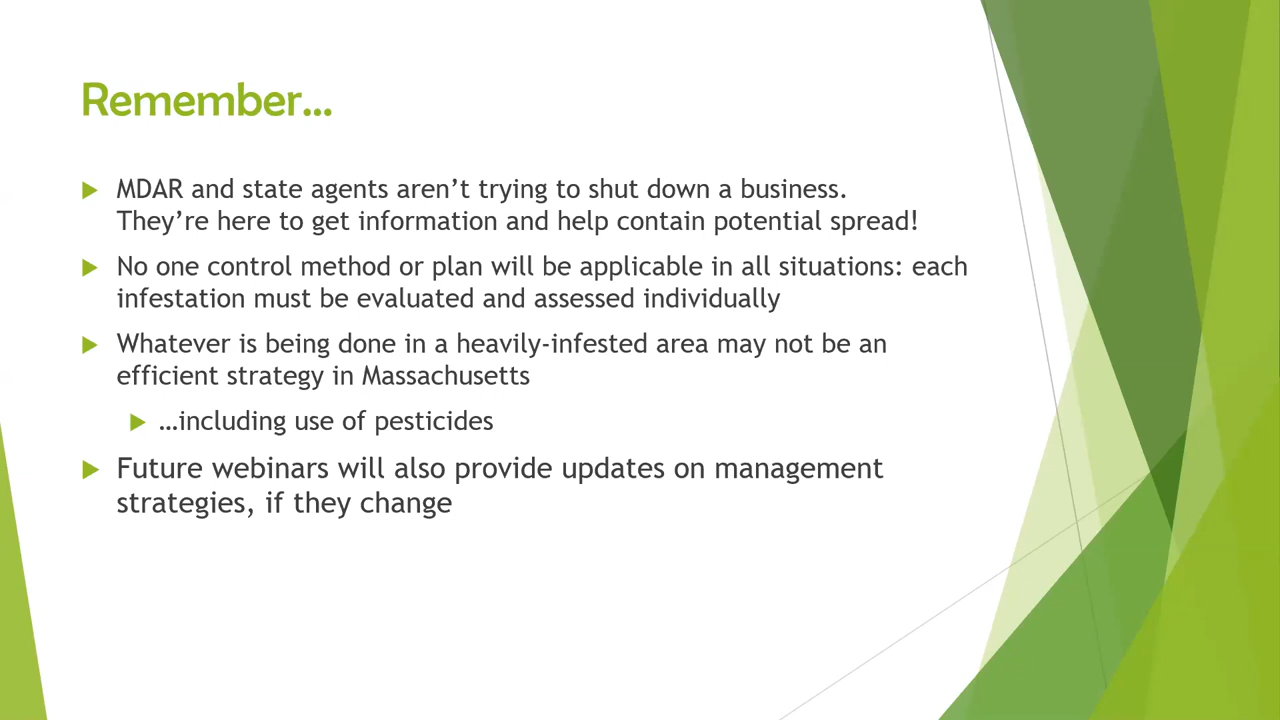 Remember…
MDAR and state agents aren’t trying to shut down a business.
They’re here to get information and help contain potential spread!
No one control method or plan will be applicable in all situations: each
infestation must be evaluated and assessed individually
Whatever is being done in a heavily-infested area may not be an
efficient strategy in Massachusetts
…including use of pesticides
Future webinars will also provide updates on management
strategies, if they change